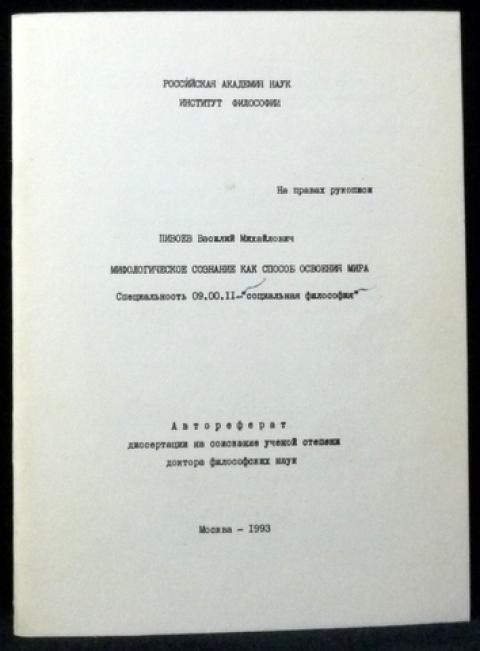 РОССИЙСКАЯ АКАДЕМИЯ НАУК
ИНСТИТУТ ФИЛОСОФИИ
На правах рукописи
ПИВОЕВ Василий Михайлович
МИФОЛОГИЧЕСКОЕ СОЗНАНИЕ КАК СПОСОБ ОСВОЕНИЯ МИРА
Специальность 09.00.II-"социальная философия"
Автореферат
диссертации на соискание ученой степени
доктора философских наук
Москва - 1993